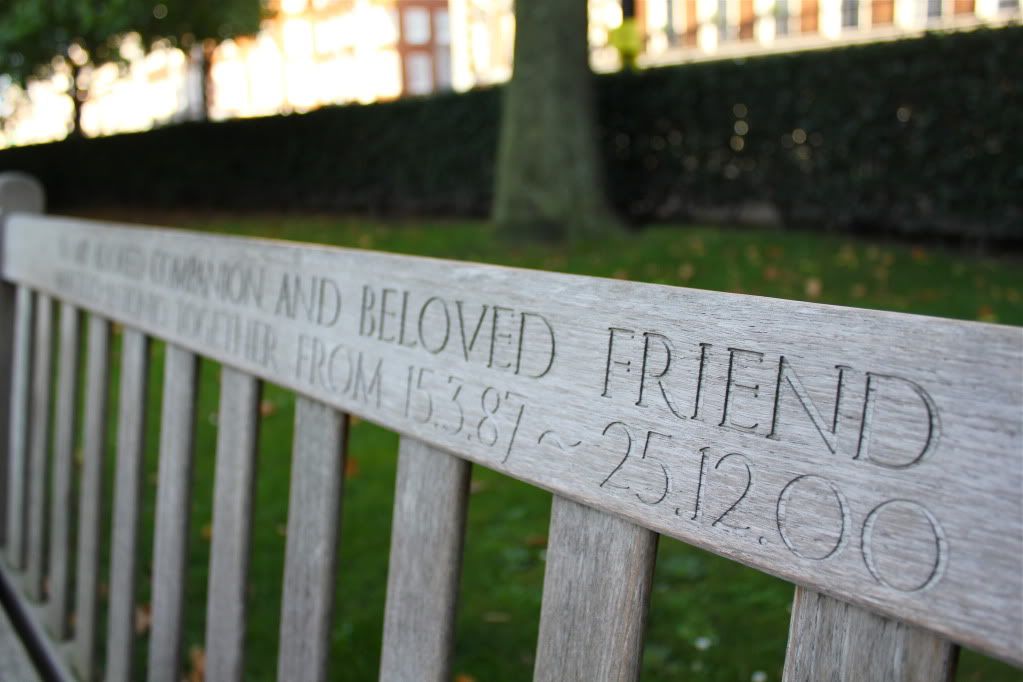 COMPANION AND BELOVED FRIEND
TOGETHER FROM 15.3.87 ~ 25.12.00